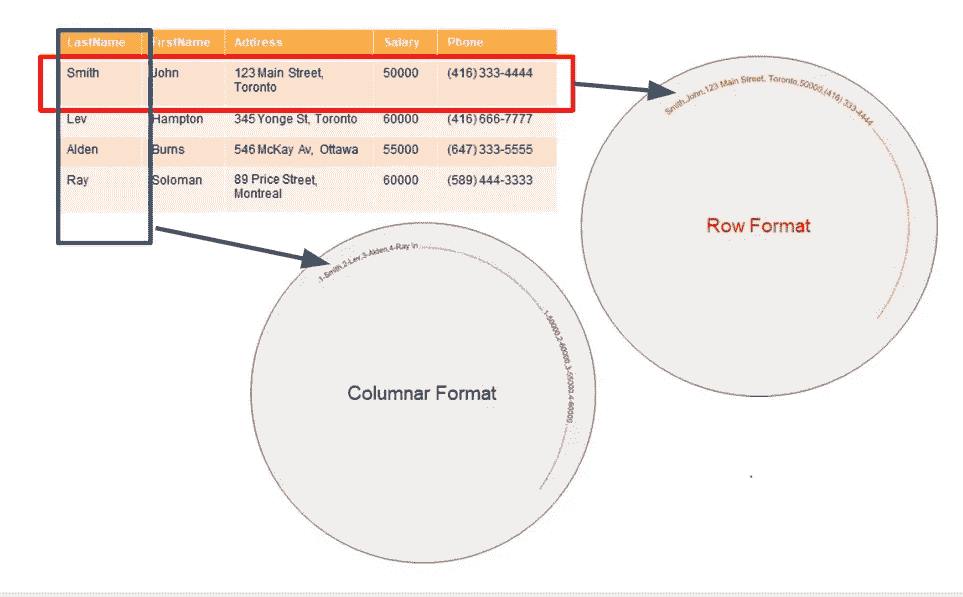 LastName FirstName Address Salary Phone
Smith John 123 Main Street, 50000 (416) 333-4444
Toronto
Lev Hampton 345 Yonge St, Toronto 60000 (416) 666-7777
Alden Burns 546 McKay Av, Ottawa 55000 (647) 333-5555
Ray Soloman 89 Price Street, 60000 (589) 444-3333
Montreal
Smith,John,123 Main Street, Toronto,50000,(416) 333-4444
Row Format
1-Smith,2-Lev,3-Alden,4-Ray
1-50000,2-60000,3-55000,4-60000
Columnar Format